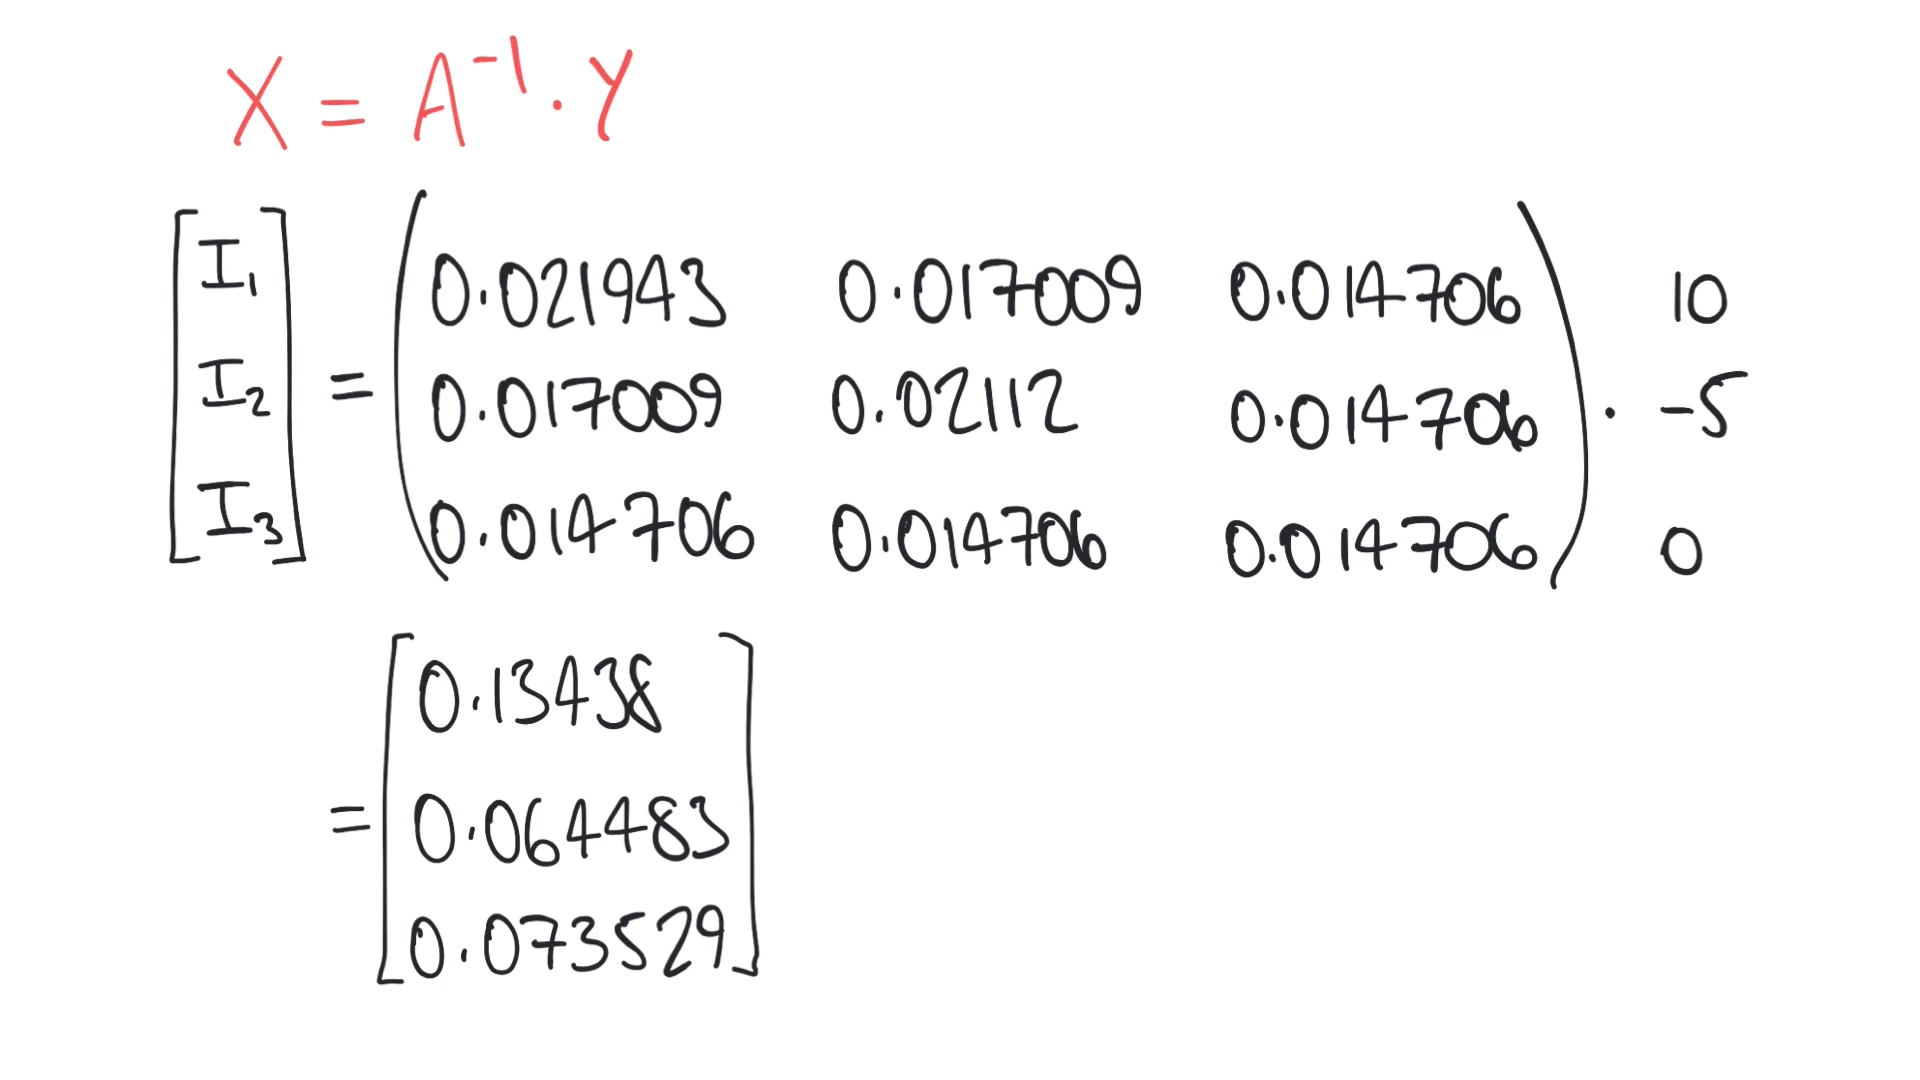 X = A⁻¹ · Y
I₁ 0.021943 0.017009 0.014706 10
I₂ = 0.017009 0.02112 0.014706 · -5
I₃ 0.014706 0.014706 0.014706 0
0.13438
= 0.064483
0.073529